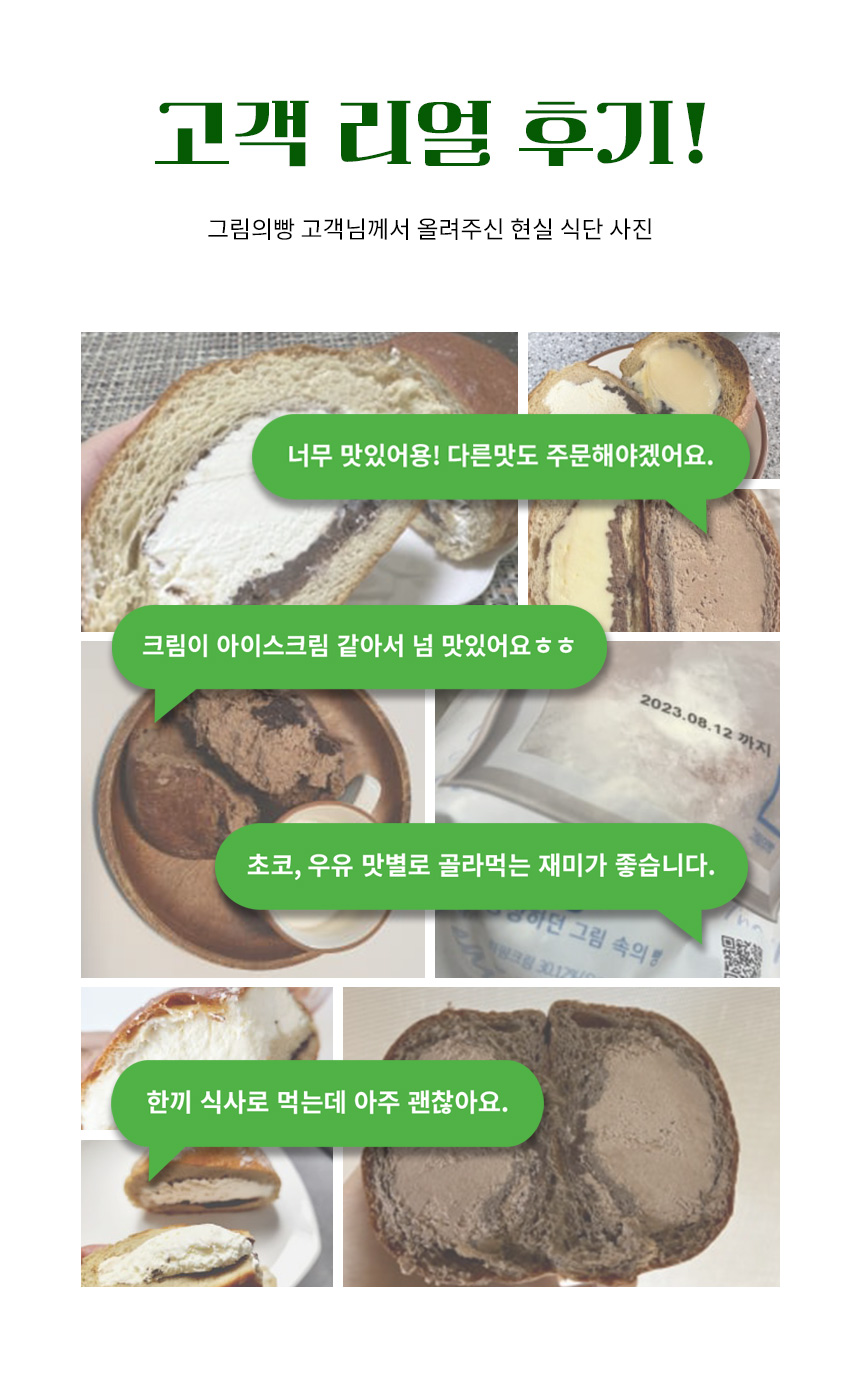 고객 리얼 후기!
그림의빵 고객님께서 올려주신 현실 식단 사진
너무 맛있어용! 다른맛도 주문해야겠어요.
크림이 아이스크림 같아서 넘 맛있어요ㅎㅎ
2023.08.12 까지
초코, 우유 맛별로 골라먹는 재미가 좋습니다.
하던 그림 속의빵
한끼 식사로 먹는데 아주 괜찮아요.